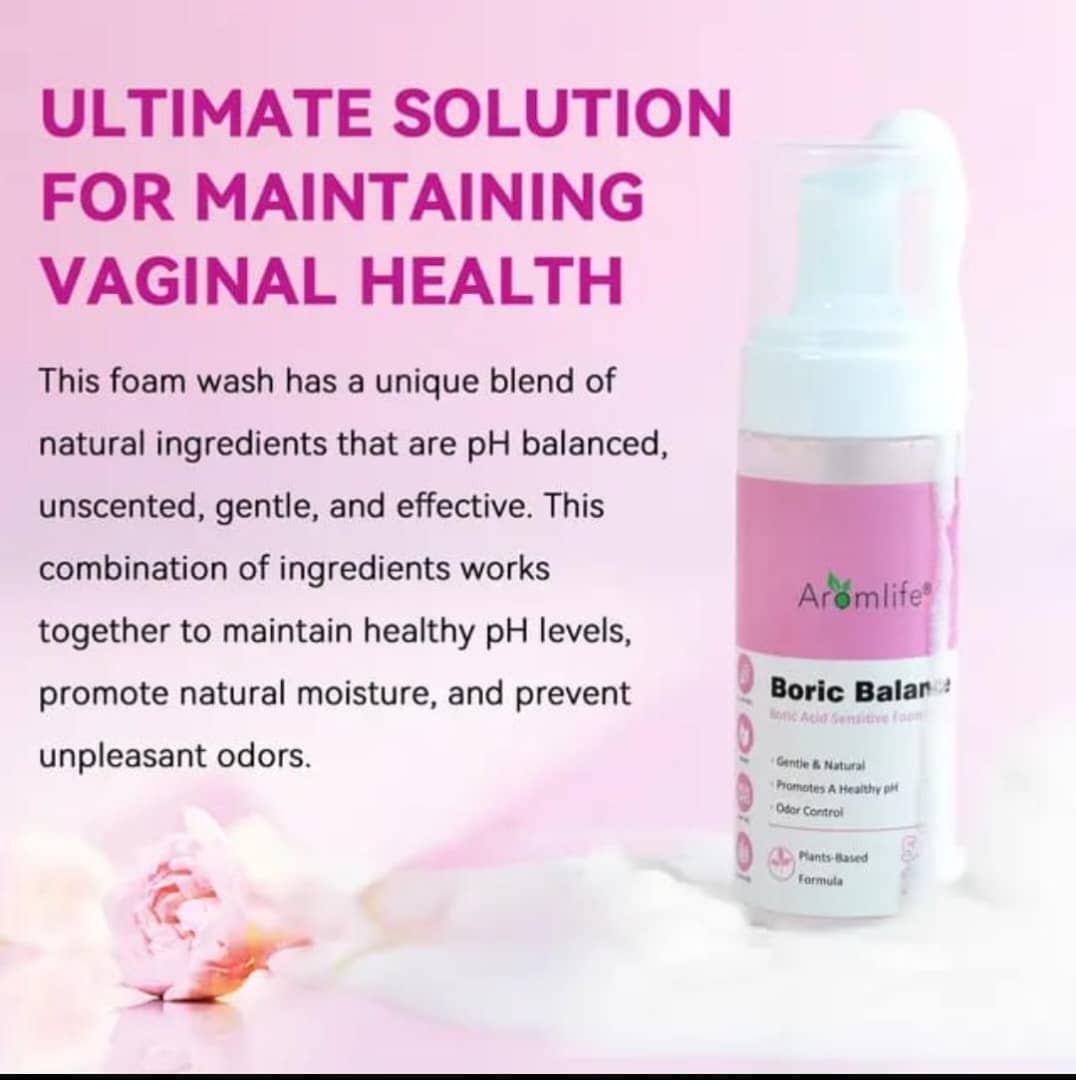 ULTIMATE SOLUTION
FOR MAINTAINING
VAGINAL HEALTH
This foam wash has a unique blend of
natural ingredients that are pH balanced,
unscented, gentle, and effective. This
combination of ingredients works
together to maintain healthy pH levels,
promote natural moisture, and prevent
unpleasant odors.
Aromlife®
Boric Balance
Boric Acid Sensitive Foam
· Gentle & Natural
· Promotes A Healthy pH
· Odor Control
Plants-Based
Formula